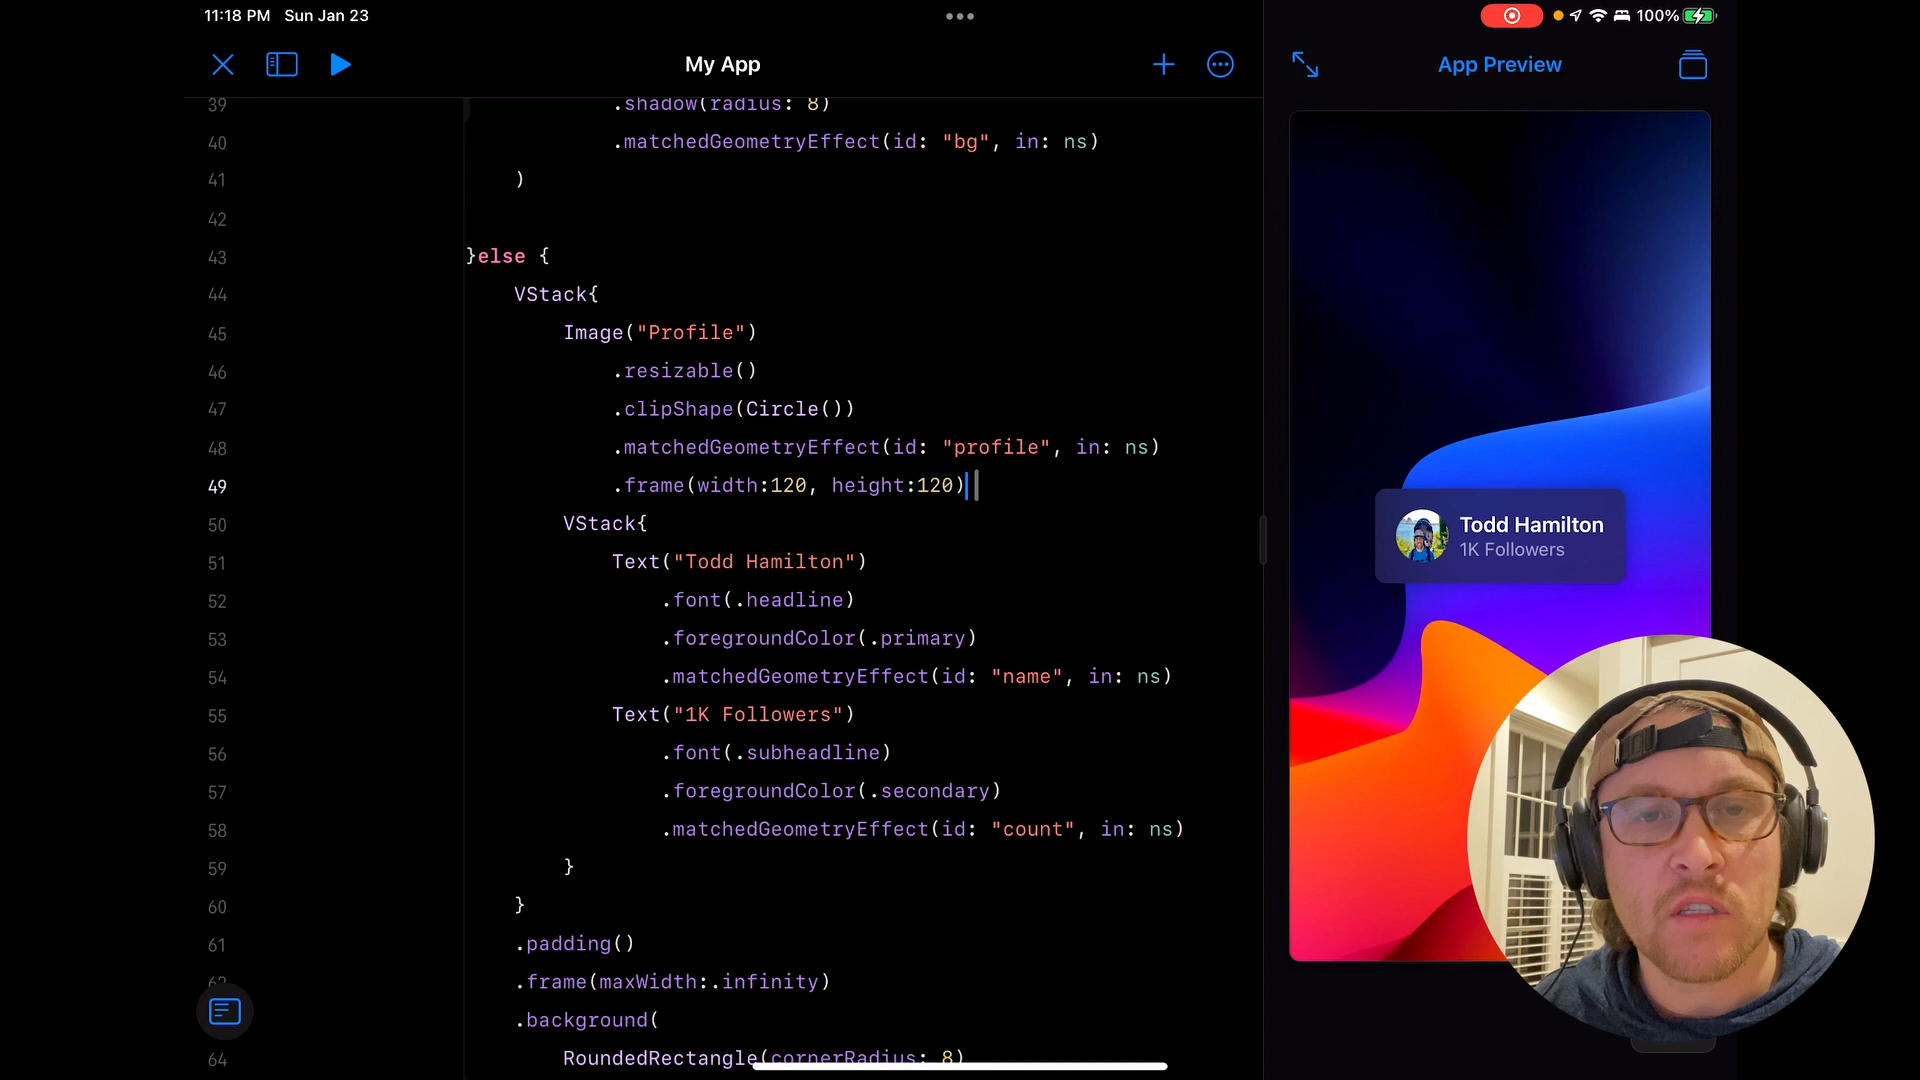 11:18 PM Sun Jan 23
100%
My App
App Preview
39 .shadow(radius: 8)
40 .matchedGeometryEffect(id: "bg", in: ns)
41 )
42
43 }else {
44 VStack{
45 Image("Profile")
46 .resizable()
47 .clipShape(Circle())
48 .matchedGeometryEffect(id: "profile", in: ns)
49 .frame(width:120, height:120)
50 VStack{
51 Text("Todd Hamilton")
52 .font(.headline)
53 .foregroundColor(.primary)
54 .matchedGeometryEffect(id: "name", in: ns)
55 Text("1K Followers")
56 .font(.subheadline)
57 .foregroundColor(.secondary)
58 .matchedGeometryEffect(id: "count", in: ns)
59 }
60 }
61 .padding()
62 .frame(maxWidth:.infinity)
.background(
64 RoundedRectangle(cornerRadius: 8)
Todd Hamilton
1K Followers